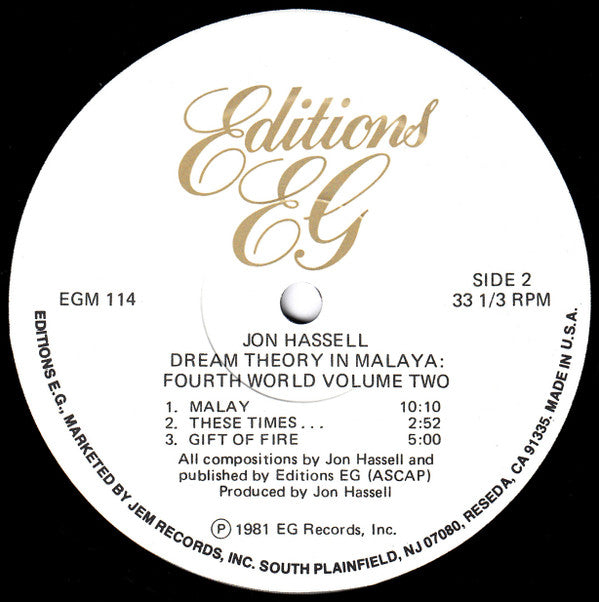 Editions
EG
EGM 114
SIDE 2
33 1/3 RPM
JON HASSELL
DREAM THEORY IN MALAYA:
FOURTH WORLD VOLUME TWO
1. MALAY 10:10
2. THESE TIMES . . . 2:52
3. GIFT OF FIRE 5:00
All compositions by Jon Hassell and
published by Editions EG (ASCAP)
Produced by Jon Hassell
Ⓟ 1981 EG Records, Inc.
EDITIONS E.G., MARKETED BY JEM RECORDS, INC. SOUTH PLAINFIELD, NJ 07080, RESEDA, CA 91335. MADE IN U.S.A.